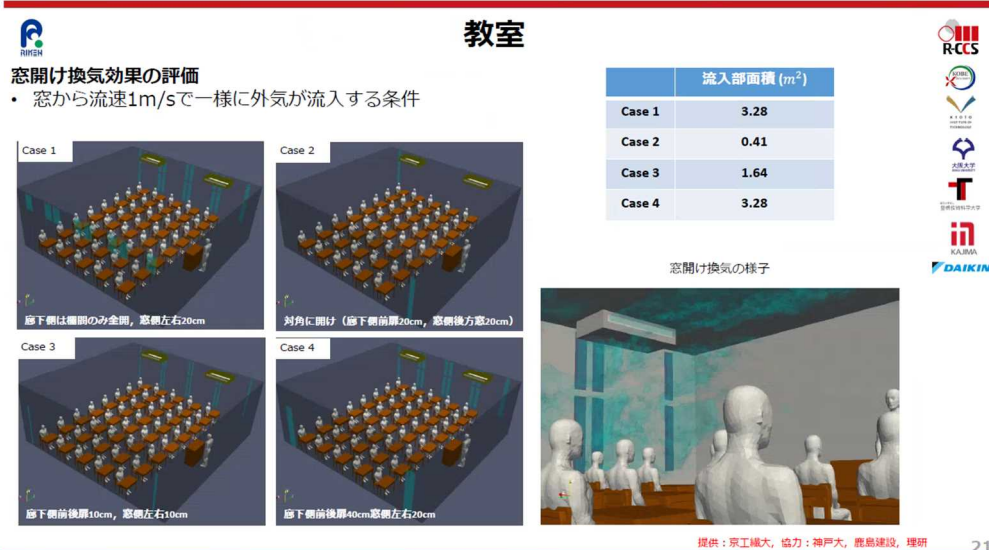 教室
RIKEN
窓開け換気効果の評価
• 窓から流速1m/sで一様に外気が流入する条件
流入部面積 (m²)
Case 1 3.28
Case 2 0.41
Case 3 1.64
Case 4 3.28
Case 1
廊下側は欄間のみ全開，窓側左右20cm
Case 2
対角に開け（廊下側前扉20cm，窓側後方窓20cm）
Case 3
廊下側前後扉10cm，窓側左右10cm
Case 4
廊下側前後扉40cm窓側左右20cm
窓開け換気の様子
R-CCS
KOBE
大阪大学
KAJIMA
DAIKIN
提供：京工繊大，協力：神戸大，鹿島建設，理研
21